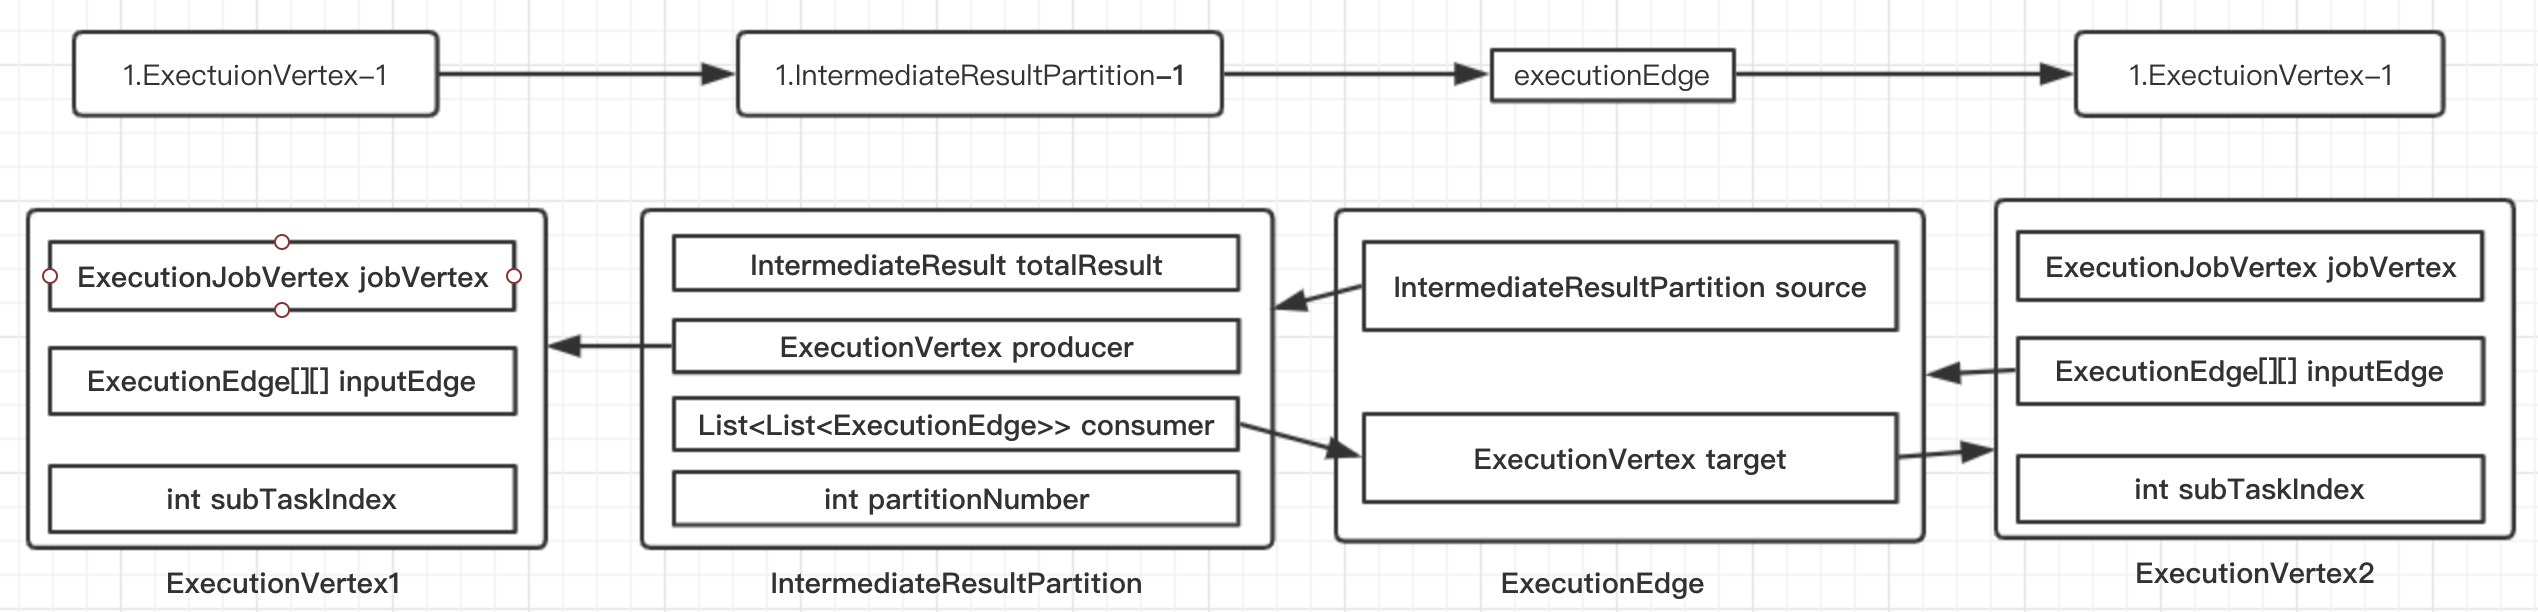 1.ExectuionVertex-1
1.IntermediateResultPartition-1
executionEdge
1.ExectuionVertex-1
ExecutionJobVertex jobVertex
ExecutionEdge[][] inputEdge
int subTaskIndex
ExecutionVertex1
IntermediateResult totalResult
ExecutionVertex producer
List<List<ExecutionEdge>> consumer
int partitionNumber
IntermediateResultPartition
IntermediateResultPartition source
ExecutionVertex target
ExecutionEdge
ExecutionJobVertex jobVertex
ExecutionEdge[][] inputEdge
int subTaskIndex
ExecutionVertex2